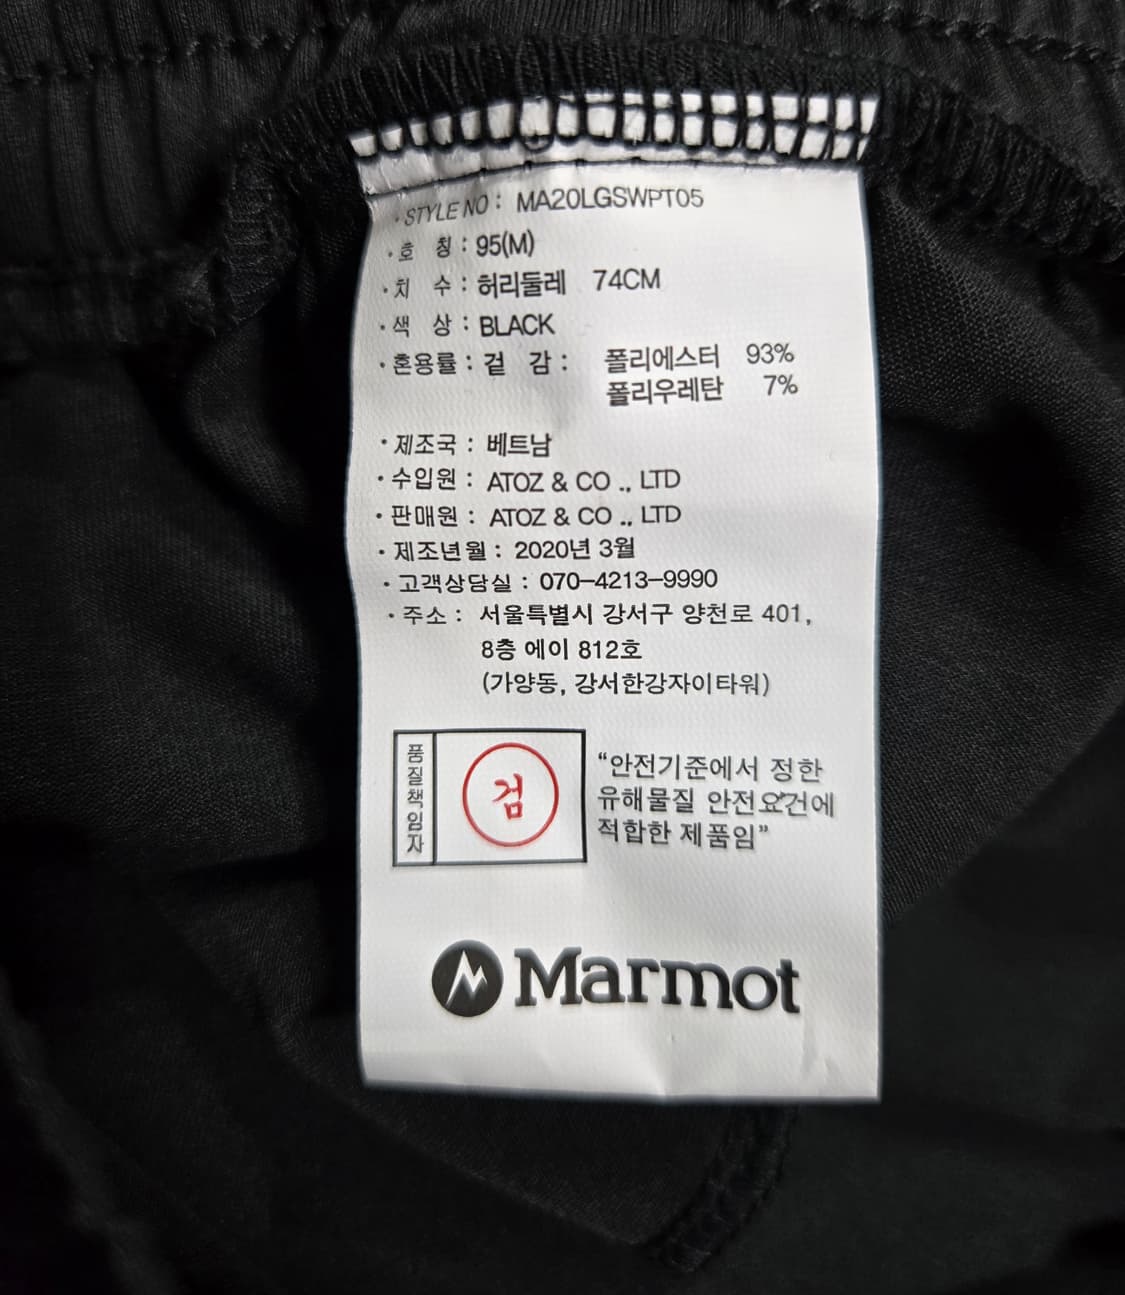 · STYLE NO : MA20LGSWPT05
· 호 칭 : 95(M)
· 치 수 : 허리둘레 74CM
· 색 상 : BLACK
· 혼용률 : 겉 감 : 폴리에스터 93%
폴리우레탄 7%
· 제조국 : 베트남
· 수입원 : ATOZ & CO ., LTD
· 판매원 : ATOZ & CO ., LTD
· 제조년월 : 2020년 3월
· 고객상담실 : 070-4213-9990
· 주소 : 서울특별시 강서구 양천로 401,
8층 에이 812호
(가양동, 강서한강자이타워)
품질책임자
검
“안전기준에서 정한
유해물질 안전요건에
적합한 제품임”
Marmot